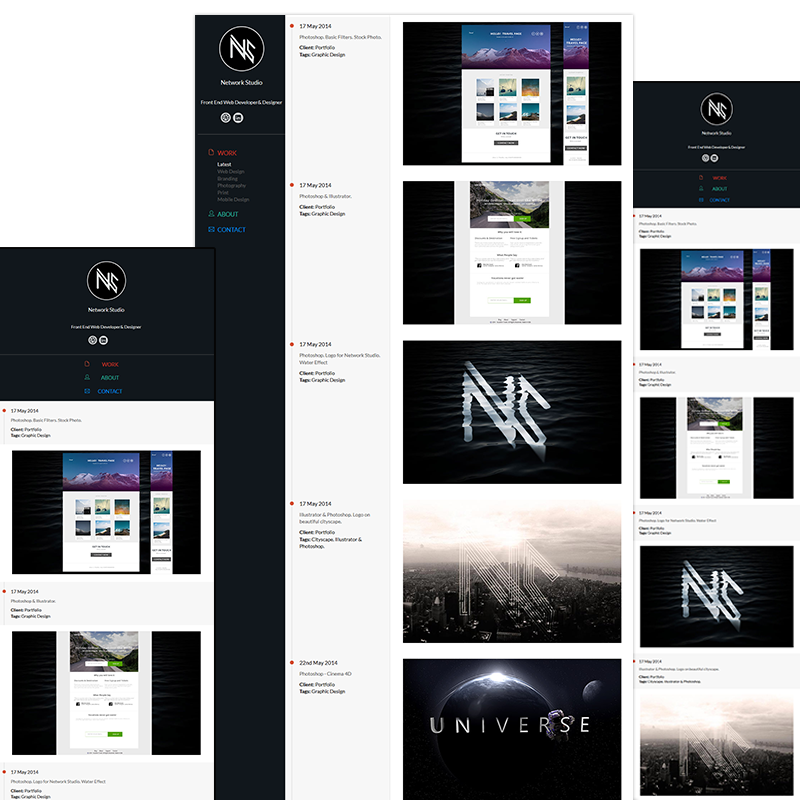 Network Studio
Front End Web Developer & Designer
WORK
Latest
Web Design
Branding
Photography
Print
Mobile Design
ABOUT
CONTACT
17 May 2014
Photoshop. Basic Filters. Stock Photo.
Client: Portfolio
Tags: Graphic Design
GET IN TOUCH
17 May 2014
Photoshop & Illustrator.
Client: Portfolio
Tags: Graphic Design
17 May 2014
Photoshop. Logo for Network Studio.
Water Effect
Client: Portfolio
Tags: Graphic Design
17 May 2014
Illustrator & Photoshop. Logo on
beautiful cityscape.
Client: Portfolio
Tags: Cityscape. Illustrator &
Photoshop.
22nd May 2014
Photoshop - Cinema 4D
Client: Portfolio
Tags: Graphic Design
UNIVERSE
Network Studio
Front End Web Developer & Designer
WORK
ABOUT
CONTACT
17 May 2014
Photoshop. Basic Filters. Stock Photo.
Client: Portfolio
Tags: Graphic Design
GET IN TOUCH
17 May 2014
Photoshop & Illustrator.
Client: Portfolio
Tags: Graphic Design
17 May 2014
Photoshop. Logo for Network Studio. Water Effect
Client: Portfolio
Tags: Graphic Design
Network Studio
Front End Web Developer & Designer
WORK
ABOUT
CONTACT
17 May 2014
Photoshop. Basic Filters. Stock Photo.
Client: Portfolio
Tags: Graphic Design
17 May 2014
Photoshop & Illustrator.
Client: Portfolio
Tags: Graphic Design
17 May 2014
Photoshop. Logo for Network Studio. Water Effect
Client: Portfolio
Tags: Graphic Design
17 May 2014
Illustrator & Photoshop. Logo on beautiful cityscape.
Client: Portfolio
Tags: Cityscape. Illustrator & Photoshop.